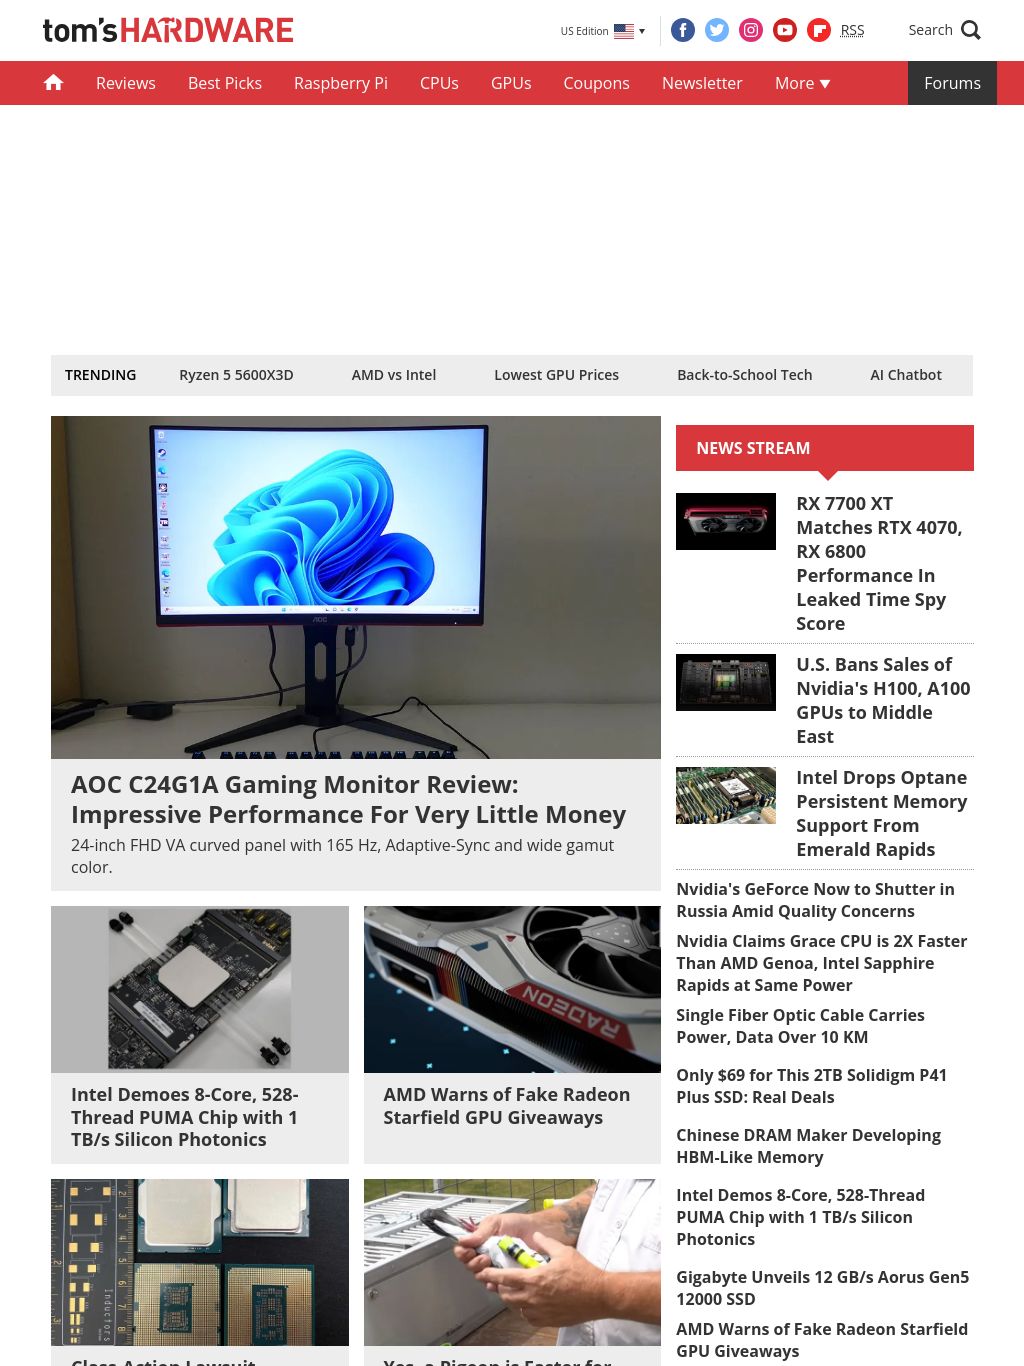 tom'sHARDWARE
US Edition
RSS
Search
Reviews
Best Picks
Raspberry Pi
CPUs
GPUs
Coupons
Newsletter
More
Forums
TRENDING
Ryzen 5 5600X3D
AMD vs Intel
Lowest GPU Prices
Back-to-School Tech
AI Chatbot
AOC
AOC C24G1A Gaming Monitor Review:
Impressive Performance For Very Little Money
24-inch FHD VA curved panel with 165 Hz, Adaptive-Sync and wide gamut
color.
Intel Demoes 8-Core, 528-
Thread PUMA Chip with 1
TB/s Silicon Photonics
RADEON
AMD Warns of Fake Radeon
Starfield GPU Giveaways
Inductors
Class Action Lawsuit
Yes, a Pigeon is Faster for
NEWS STREAM
RX 7700 XT
Matches RTX 4070,
RX 6800
Performance In
Leaked Time Spy
Score
U.S. Bans Sales of
Nvidia's H100, A100
GPUs to Middle
East
Intel Drops Optane
Persistent Memory
Support From
Emerald Rapids
Nvidia's GeForce Now to Shutter in
Russia Amid Quality Concerns
Nvidia Claims Grace CPU is 2X Faster
Than AMD Genoa, Intel Sapphire
Rapids at Same Power
Single Fiber Optic Cable Carries
Power, Data Over 10 KM
Only $69 for This 2TB Solidigm P41
Plus SSD: Real Deals
Chinese DRAM Maker Developing
HBM-Like Memory
Intel Demos 8-Core, 528-Thread
PUMA Chip with 1 TB/s Silicon
Photonics
Gigabyte Unveils 12 GB/s Aorus Gen5
12000 SSD
AMD Warns of Fake Radeon Starfield
GPU Giveaways